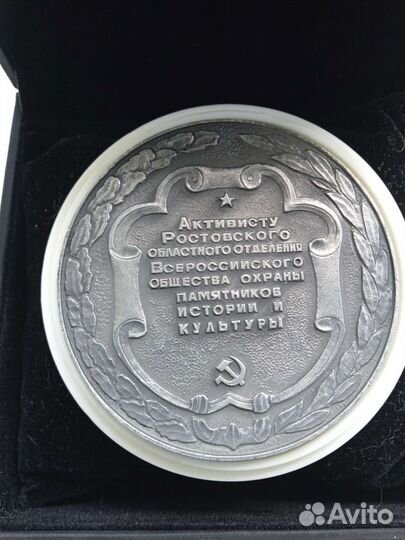 Активисту
Ростовского
областного отделения
Всероссийского
общества охраны
памятников
истории и
культуры
Avito